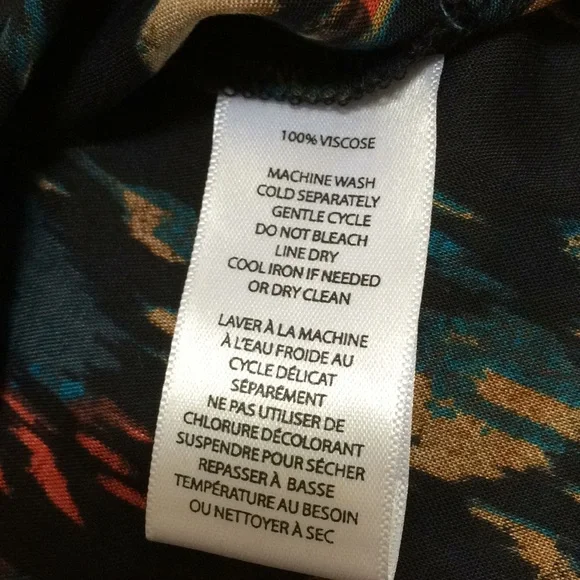 100% VISCOSE
MACHINE WASH
COLD SEPARATELY
GENTLE CYCLE
DO NOT BLEACH
LINE DRY
COOL IRON IF NEEDED
OR DRY CLEAN
LAVER À LA MACHINE
À L'EAU FROIDE AU
CYCLE DÉLICAT
SÉPARÉMENT
NE PAS UTILISER DE
CHLORURE DÉCOLORANT
SUSPENDRE POUR SÉCHER
REPASSER À BASSE
TEMPÉRATURE AU BESOIN
OU NETTOYER À SEC